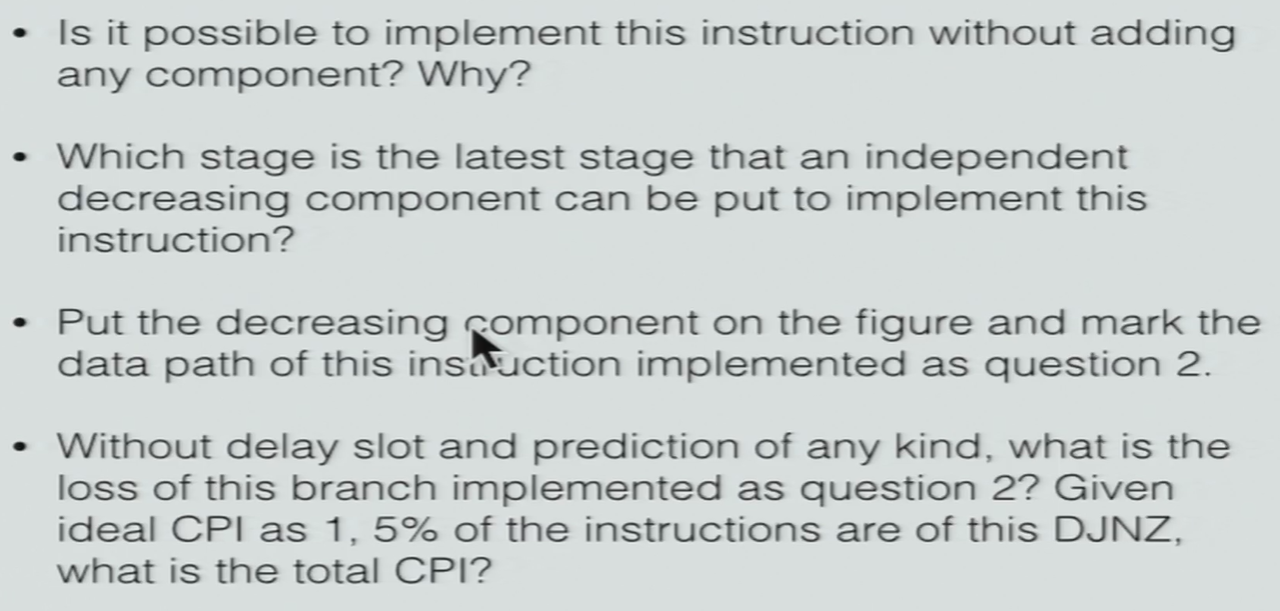 • Is it possible to implement this instruction without adding
any component? Why?
• Which stage is the latest stage that an independent
decreasing component can be put to implement this
instruction?
• Put the decreasing component on the figure and mark the
data path of this instruction implemented as question 2.
• Without delay slot and prediction of any kind, what is the
loss of this branch implemented as question 2? Given
ideal CPI as 1, 5% of the instructions are of this DJNZ,
what is the total CPI?